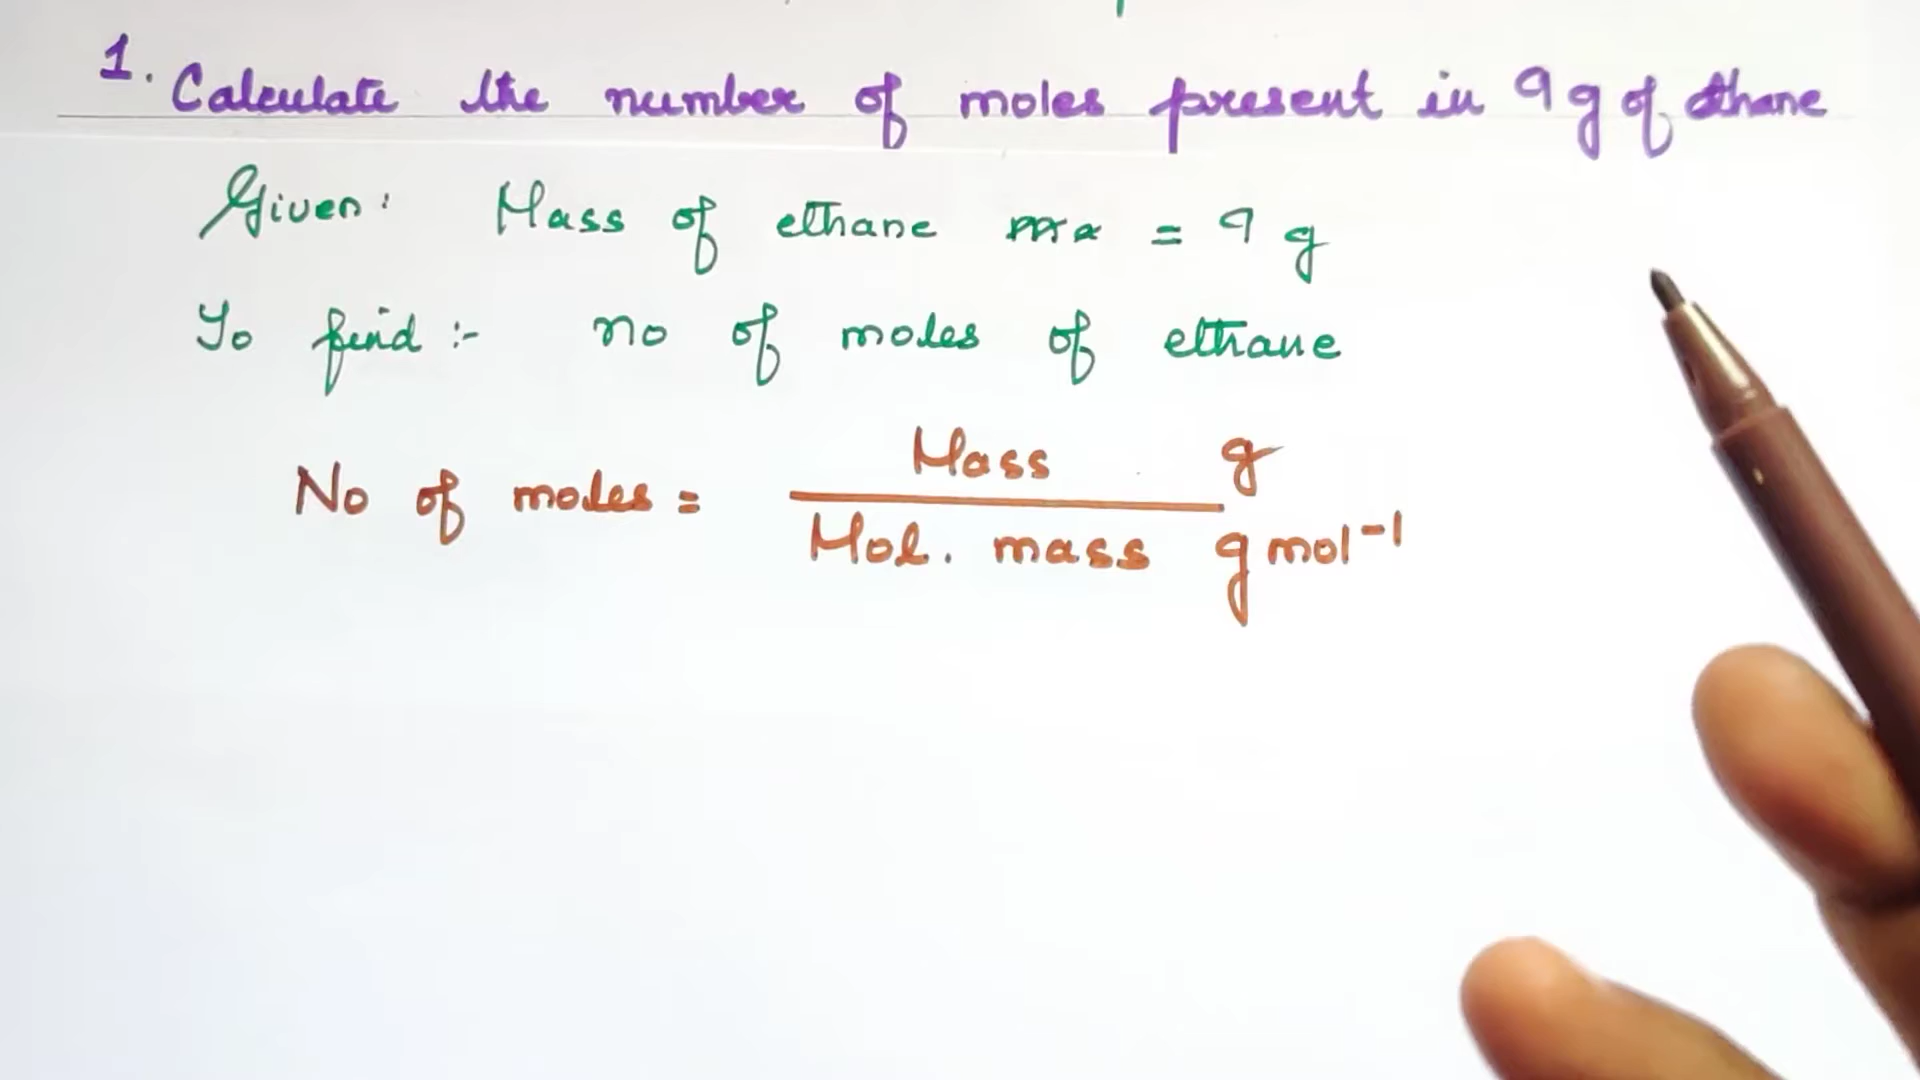 1. Calculate the number of moles present in 9 g of ethane
Given: Mass of ethane = 9 g
To find :- no of moles of ethane
No of moles = Mass g
Mol. mass g mol⁻¹